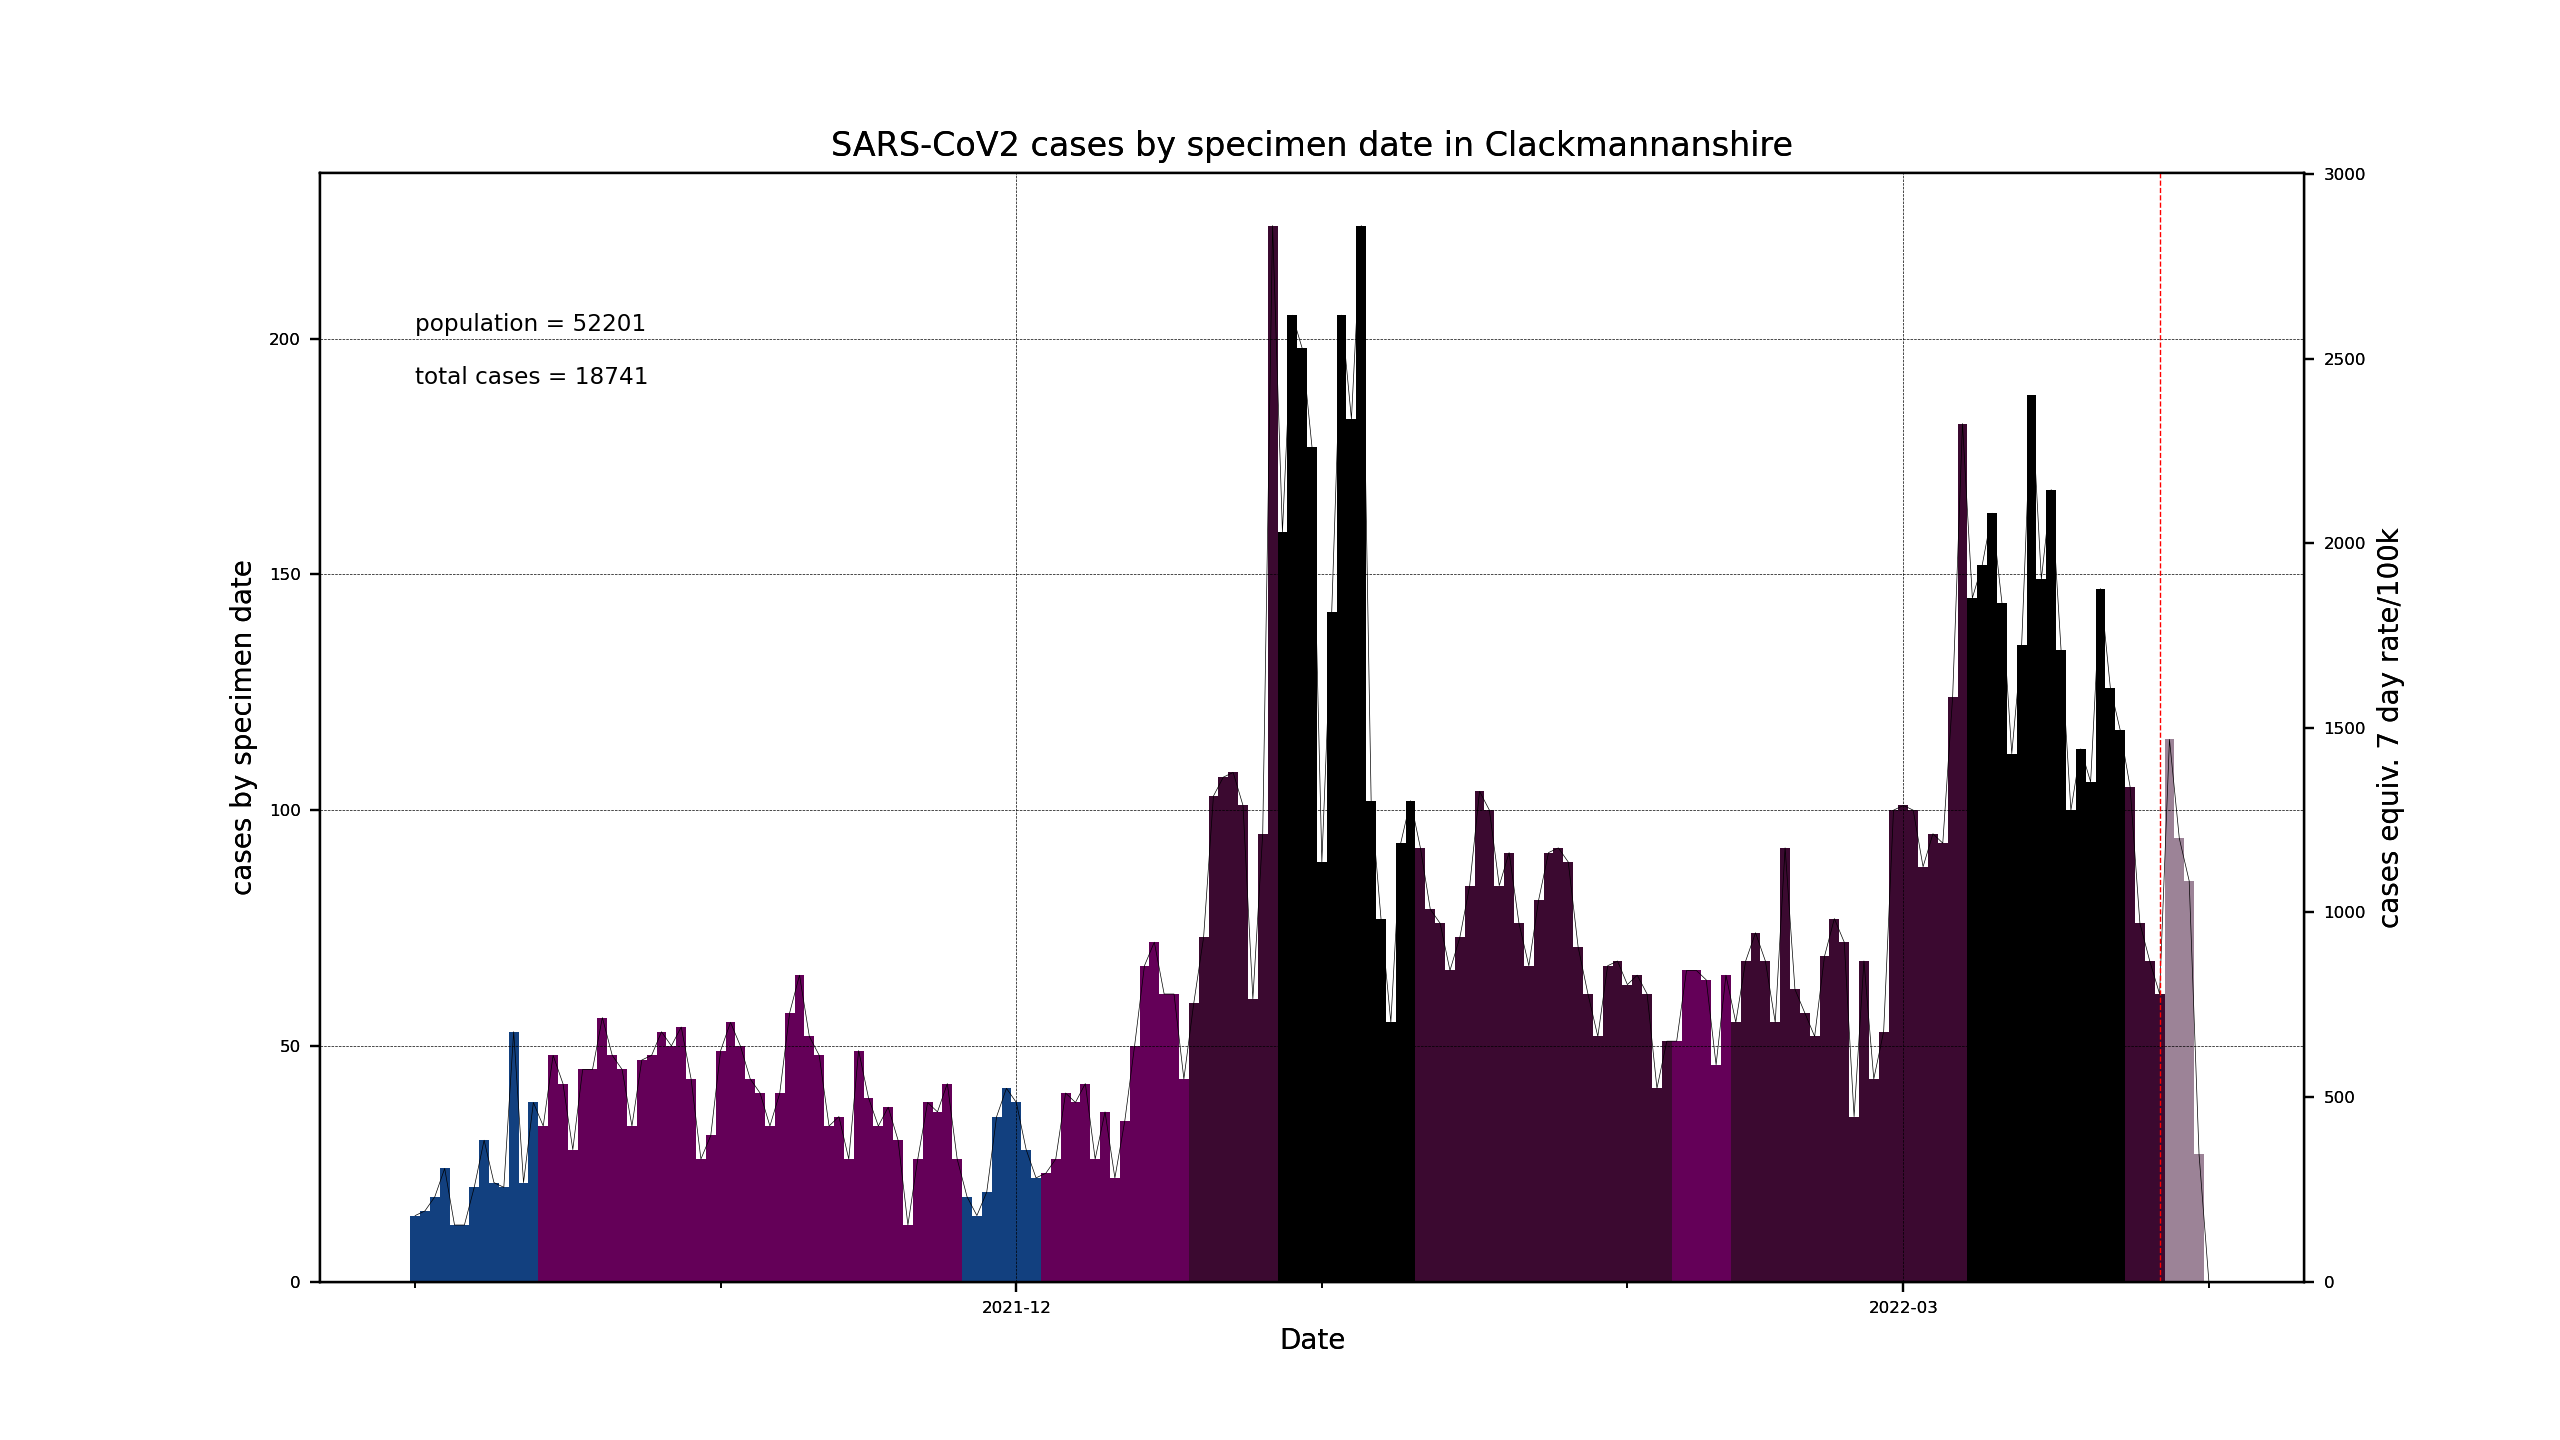 SARS-CoV2 cases by specimen date in Clackmannanshire
population = 52201
total cases = 18741
cases by specimen date
200
150
100
50
0
3000
2500
2000
1500
1000
500
0
cases equiv. 7 day rate/100k
2021-12
2022-03
Date